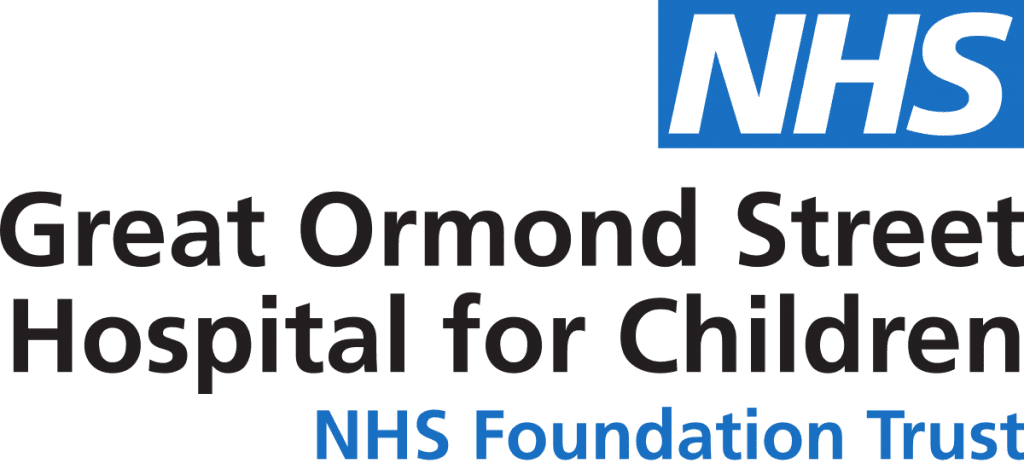 NHS
Great Ormond Street
Hospital for Children
NHS Foundation Trust